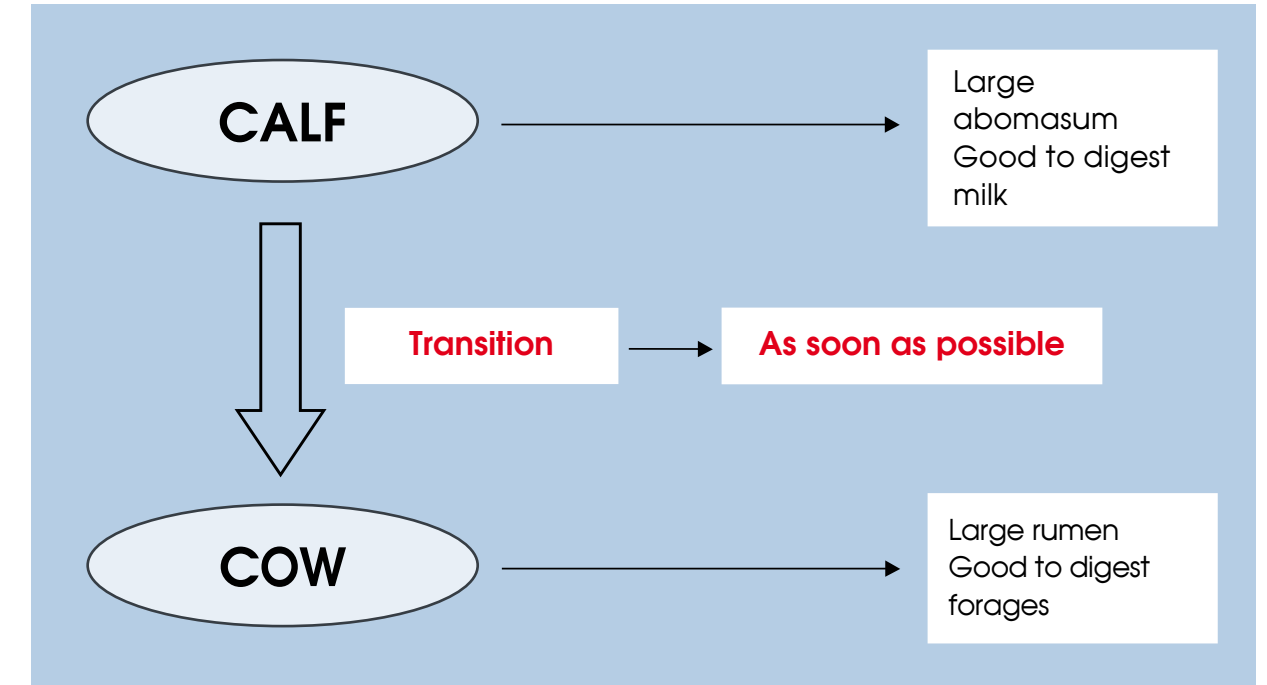 CALF
Large
abomasum
Good to digest
milk
Transition
As soon as possible
COW
Large rumen
Good to digest
forages